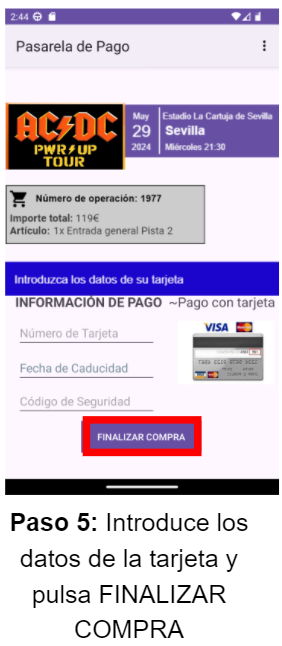 2:44
Pasarela de Pago
AC⚡DC
PWR⚡UP
TOUR
May
29
2024
Estadio La Cartuja de Sevilla
Sevilla
Miércoles 21:30
Número de operación: 1977
Importe total: 119€
Artículo: 1x Entrada general Pista 2
Introduzca los datos de su tarjeta
INFORMACIÓN DE PAGO ~Pago con tarjeta
Número de Tarjeta
VISA
Fecha de Caducidad
Código de Seguridad
FINALIZAR COMPRA
Paso 5: Introduce los
datos de la tarjeta y
pulsa FINALIZAR
COMPRA